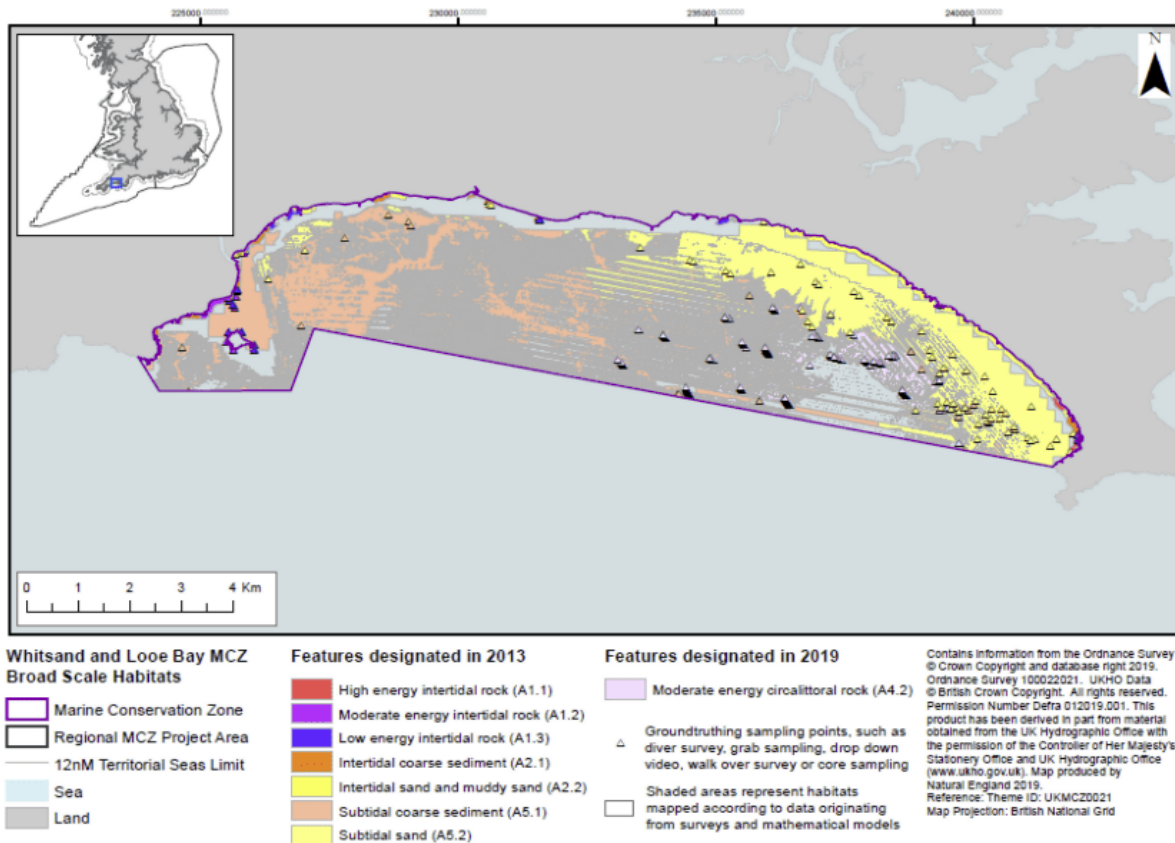 225000.000000
230000.000000
235000.000000
240000.000000
N
0 1 2 3 4 Km
Whitsand and Looe Bay MCZ
Broad Scale Habitats
Marine Conservation Zone
Regional MCZ Project Area
12nM Territorial Seas Limit
Sea
Land
Features designated in 2013
High energy intertidal rock (A1.1)
Moderate energy intertidal rock (A1.2)
Low energy intertidal rock (A1.3)
Intertidal coarse sediment (A2.1)
Intertidal sand and muddy sand (A2.2)
Subtidal coarse sediment (A5.1)
Subtidal sand (A5.2)
Features designated in 2019
Moderate energy circalittoral rock (A4.2)
Groundtruthing sampling points, such as
diver survey, grab sampling, drop down
video, walk over survey or core sampling
Shaded areas represent habitats
mapped according to data originating
from surveys and mathematical models
Contains information from the Ordnance Survey
© Crown Copyright and database right 2019.
Ordnance Survey 100022021. UKHO Data
© British Crown Copyright. All rights reserved.
Permission Number Defra 012019.001. This
product has been derived in part from material
obtained from the UK Hydrographic Office with
the permission of the Controller of Her Majesty's
Stationery Office and UK Hydrographic Office
(www.ukho.gov.uk). Map produced by
Natural England 2019.
Reference: Theme ID: UKMCZ0021
Map Projection: British National Grid